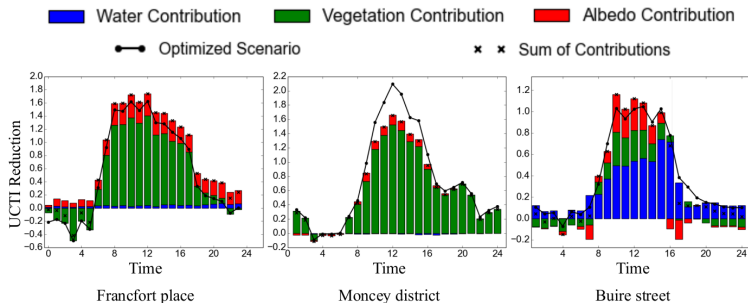 Water Contribution Vegetation Contribution Albedo Contribution
Optimized Scenario Sum of Contributions
UCTI Reduction
2.0
1.8
1.6
1.4
1.2
1.0
0.8
0.6
0.4
0.2
0.0
−0.2
−0.4
−0.6
0 4 8 12 16 20 24
Time
Francfort place
2.2
2.0
1.8
1.6
1.4
1.2
1.0
0.8
0.6
0.4
0.2
0.0
−0.2
0 4 8 12 16 20 24
Time
Moncey district
1.2
1.0
0.8
0.6
0.4
0.2
0.0
−0.2
0 4 8 12 16 20 24
Time
Buire street